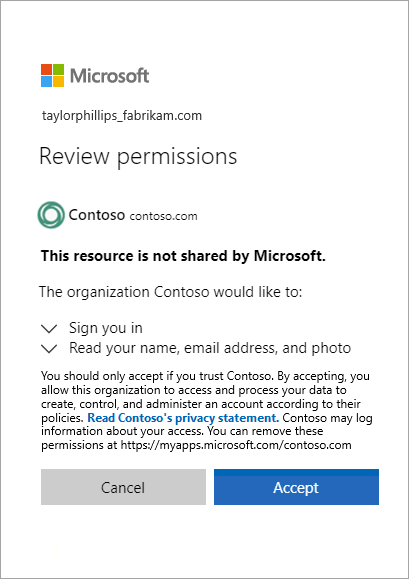 Microsoft
taylorphillips_fabrikam.com
Review permissions
Contoso contoso.com
This resource is not shared by Microsoft.
The organization Contoso would like to:
Sign you in
Read your name, email address, and photo
You should only accept if you trust Contoso. By accepting, you
allow this organization to access and process your data to
create, control, and administer an account according to their
policies. Read Contoso's privacy statement. Contoso may log
information about your access. You can remove these
permissions at https://myapps.microsoft.com/contoso.com
Cancel
Accept